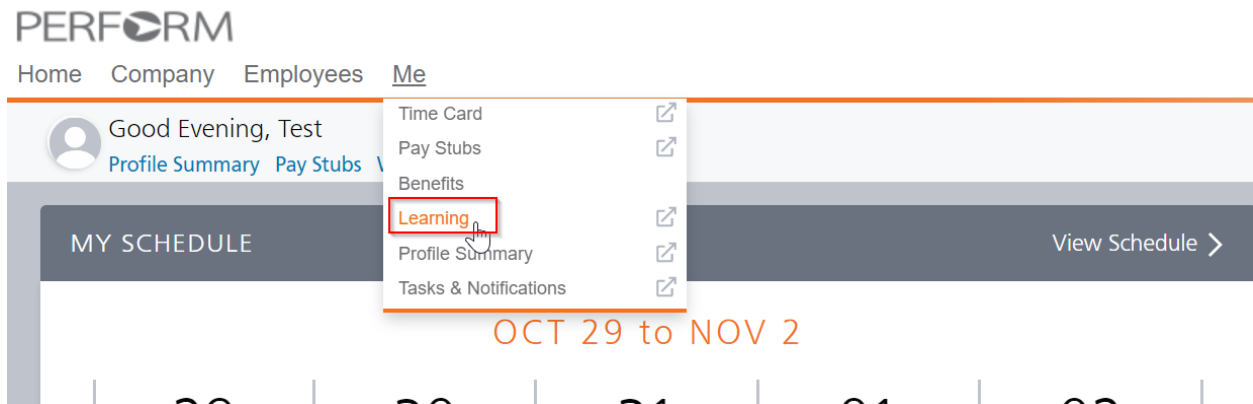 PERFORM
Home Company Employees Me
Good Evening, Test
Profile Summary Pay Stubs
Time Card
Pay Stubs
Benefits
Learning
Profile Summary
Tasks & Notifications
MY SCHEDULE
View Schedule
OCT 29 to NOV 2